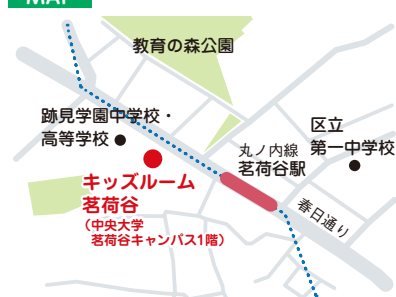 MAP
教育の森公園
跡見学園中学校・
高等学校
区立
第一中学校
丸ノ内線
茗荷谷駅
キッズルーム
茗荷谷
（中央大学
茗荷谷キャンパス1階）
春日通り